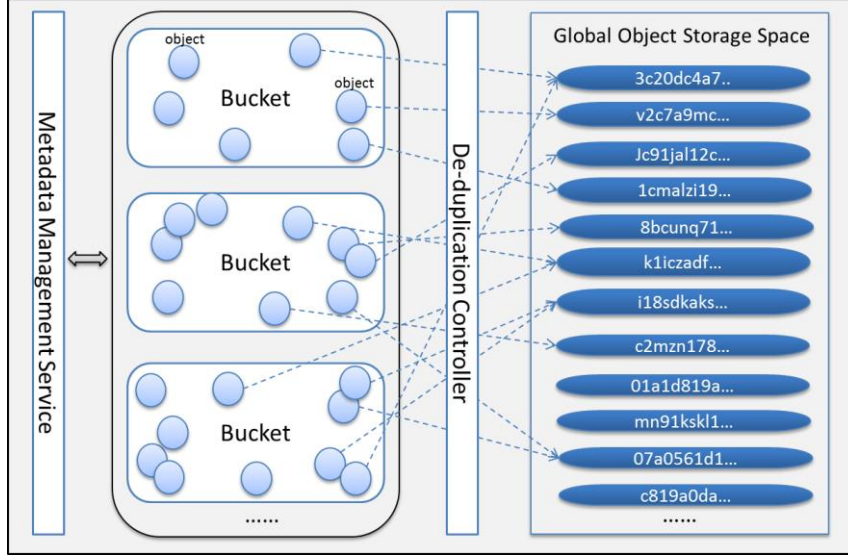 Metadata Management Service
object
object
Bucket
Bucket
Bucket
......
De-duplication Controller
Global Object Storage Space
3c20dc4a7..
v2c7a9mc...
Jc91jal12c...
1cmalzi19...
8bcunq71...
k1iczadf...
i18sdkaks...
c2mzn178...
01a1d819a...
mn91kskl1...
07a0561d1...
c819a0da...
......